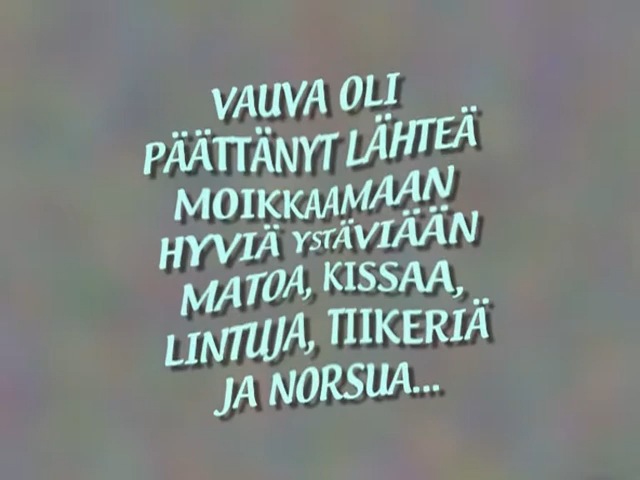 VAUVA OLI
PÄÄTTÄNYT LÄHTEÄ
MOIKKAAMAAN
HYVIÄ YSTÄVIÄÄN
MATOA, KISSAA,
LINTUJA, TIIKERIÄ
JA NORSUA...